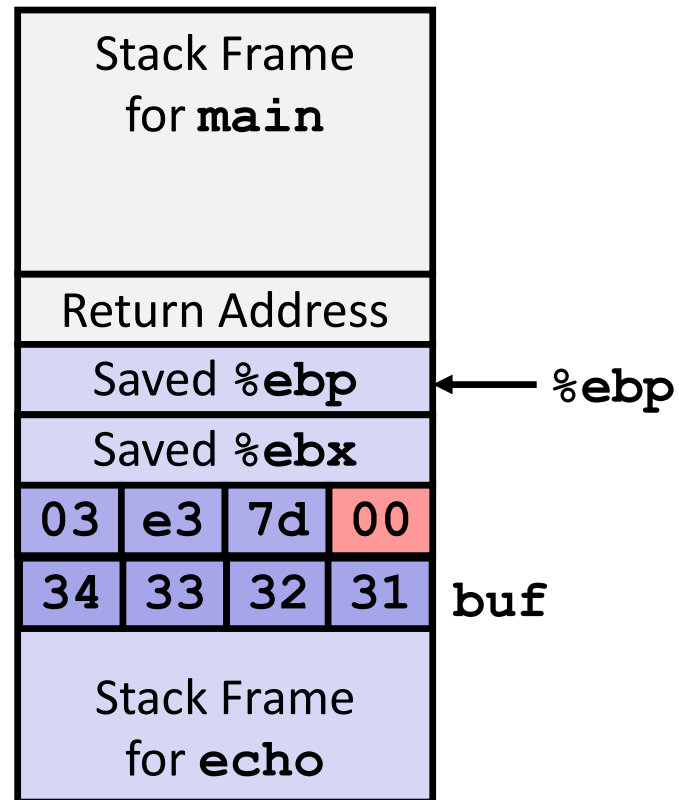 Stack Frame
for main
Return Address
Saved %ebp
%ebp
Saved %ebx
03 e3 7d 00
34 33 32 31
buf
Stack Frame
for echo